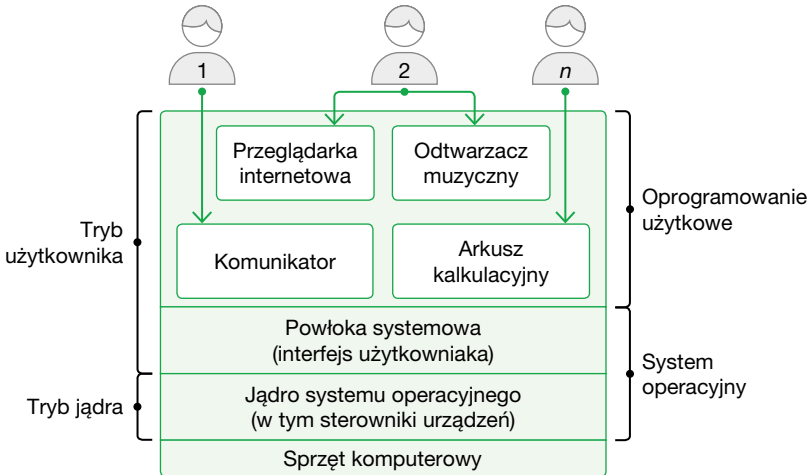 1
2
n
Przeglądarka
internetowa
Odtwarzacz
muzyczny
Oprogramowanie
użytkowe
Tryb
użytkownika
Komunikator
Arkusz
kalkulacyjny
Powłoka systemowa
(interfejs użytkowniaka)
System
operacyjny
Tryb jądra
Jądro systemu operacyjnego
(w tym sterowniki urządzeń)
Sprzęt komputerowy